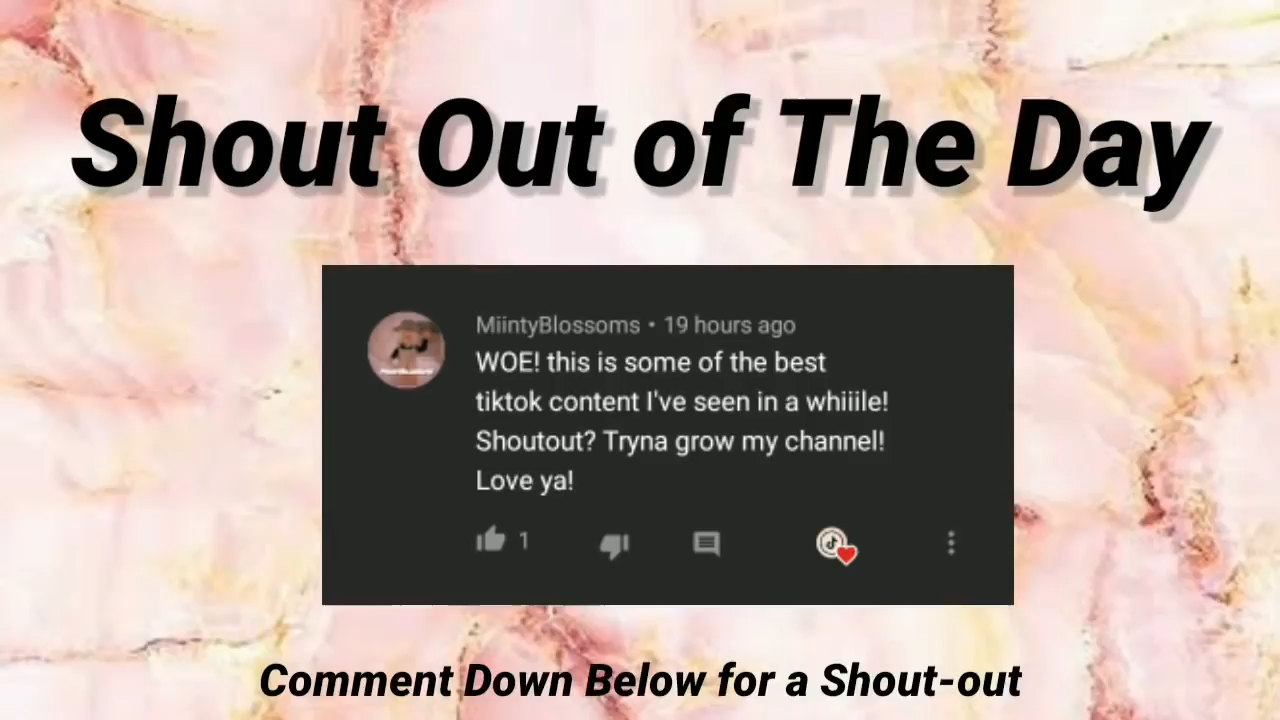 Shout Out of The Day
MiintyBlossoms • 19 hours ago
WOE! this is some of the best
tiktok content I've seen in a whiiile!
Shoutout? Tryna grow my channel!
Love ya!
1
Comment Down Below for a Shout-out